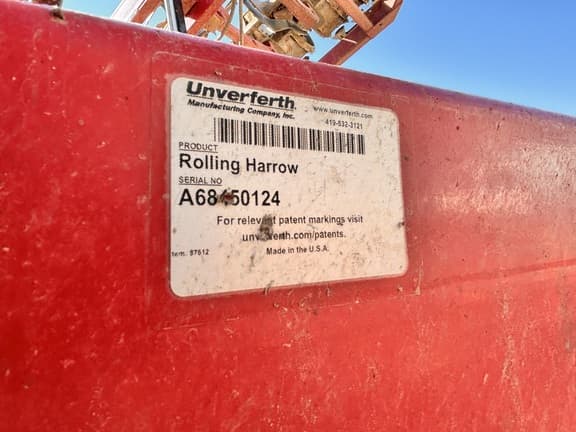 Unverferth
Manufacturing Company, Inc.
www.unverferth.com
419-532-3121
PRODUCT
Rolling Harrow
SERIAL NO
For relevant patent markings visit
unverferth.com/patents.
Made in the U.S.A.